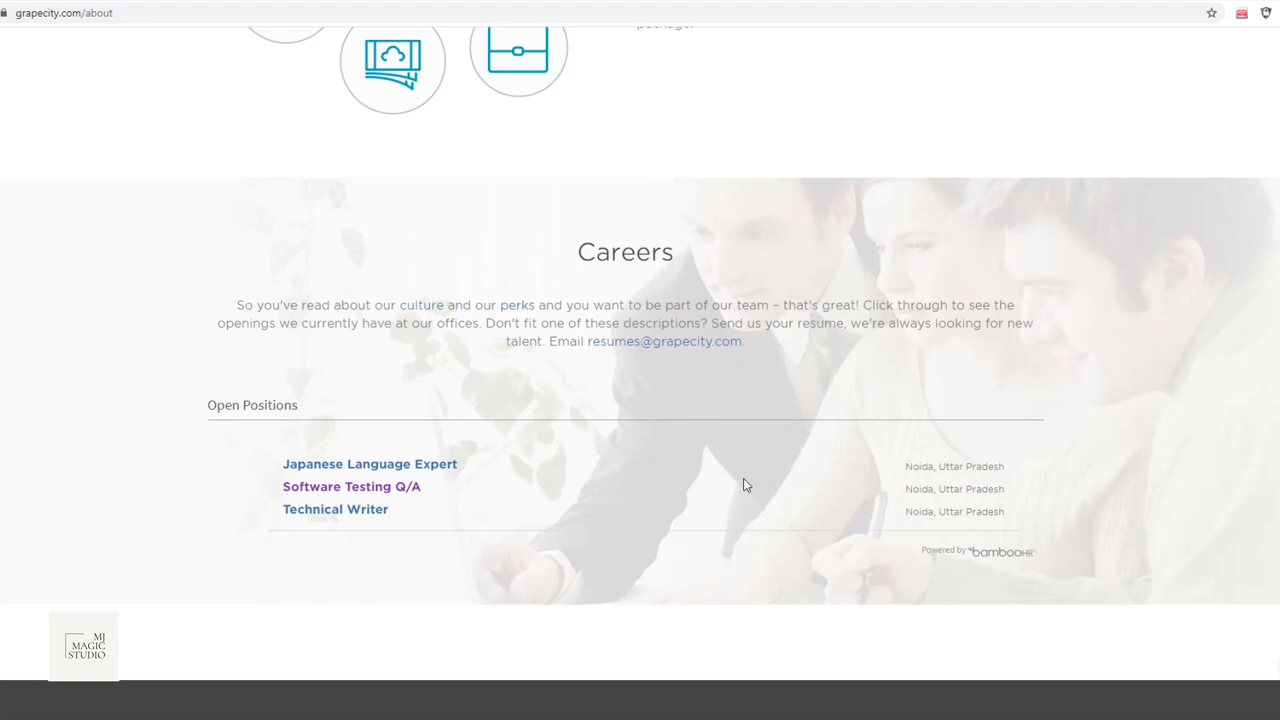 grapecity.com/about
Careers
So you've read about our culture and our perks and you want to be part of our team – that's great! Click through to see the
openings we currently have at our offices. Don't fit one of these descriptions? Send us your resume, we're always looking for new
talent. Email resumes@grapecity.com.
Open Positions
Japanese Language Expert Noida, Uttar Pradesh
Software Testing Q/A Noida, Uttar Pradesh
Technical Writer Noida, Uttar Pradesh
Powered by bambooHR
MJ
MAGIC
STUDIO